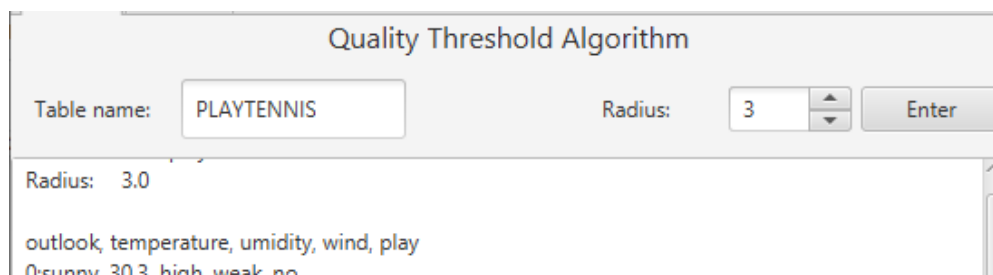 Quality Threshold Algorithm
Table name: PLAYTENNIS Radius: 3 Enter
Radius: 3.0
outlook, temperature, umidity, wind, play
0:sunny, 30.3, high, weak, no